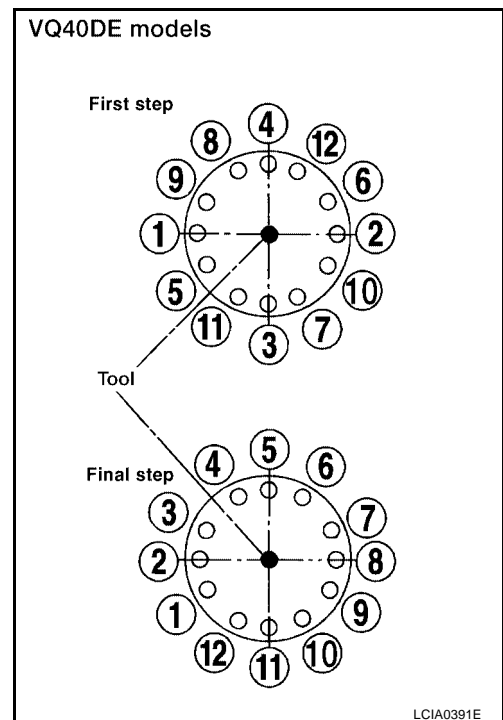 VQ40DE models
First step
4
8 12
9 6
1 2
5 10
11 7
3
Tool
Final step
5
4 6
3 7
2 8
1 9
12 10
11
LCIA0391E